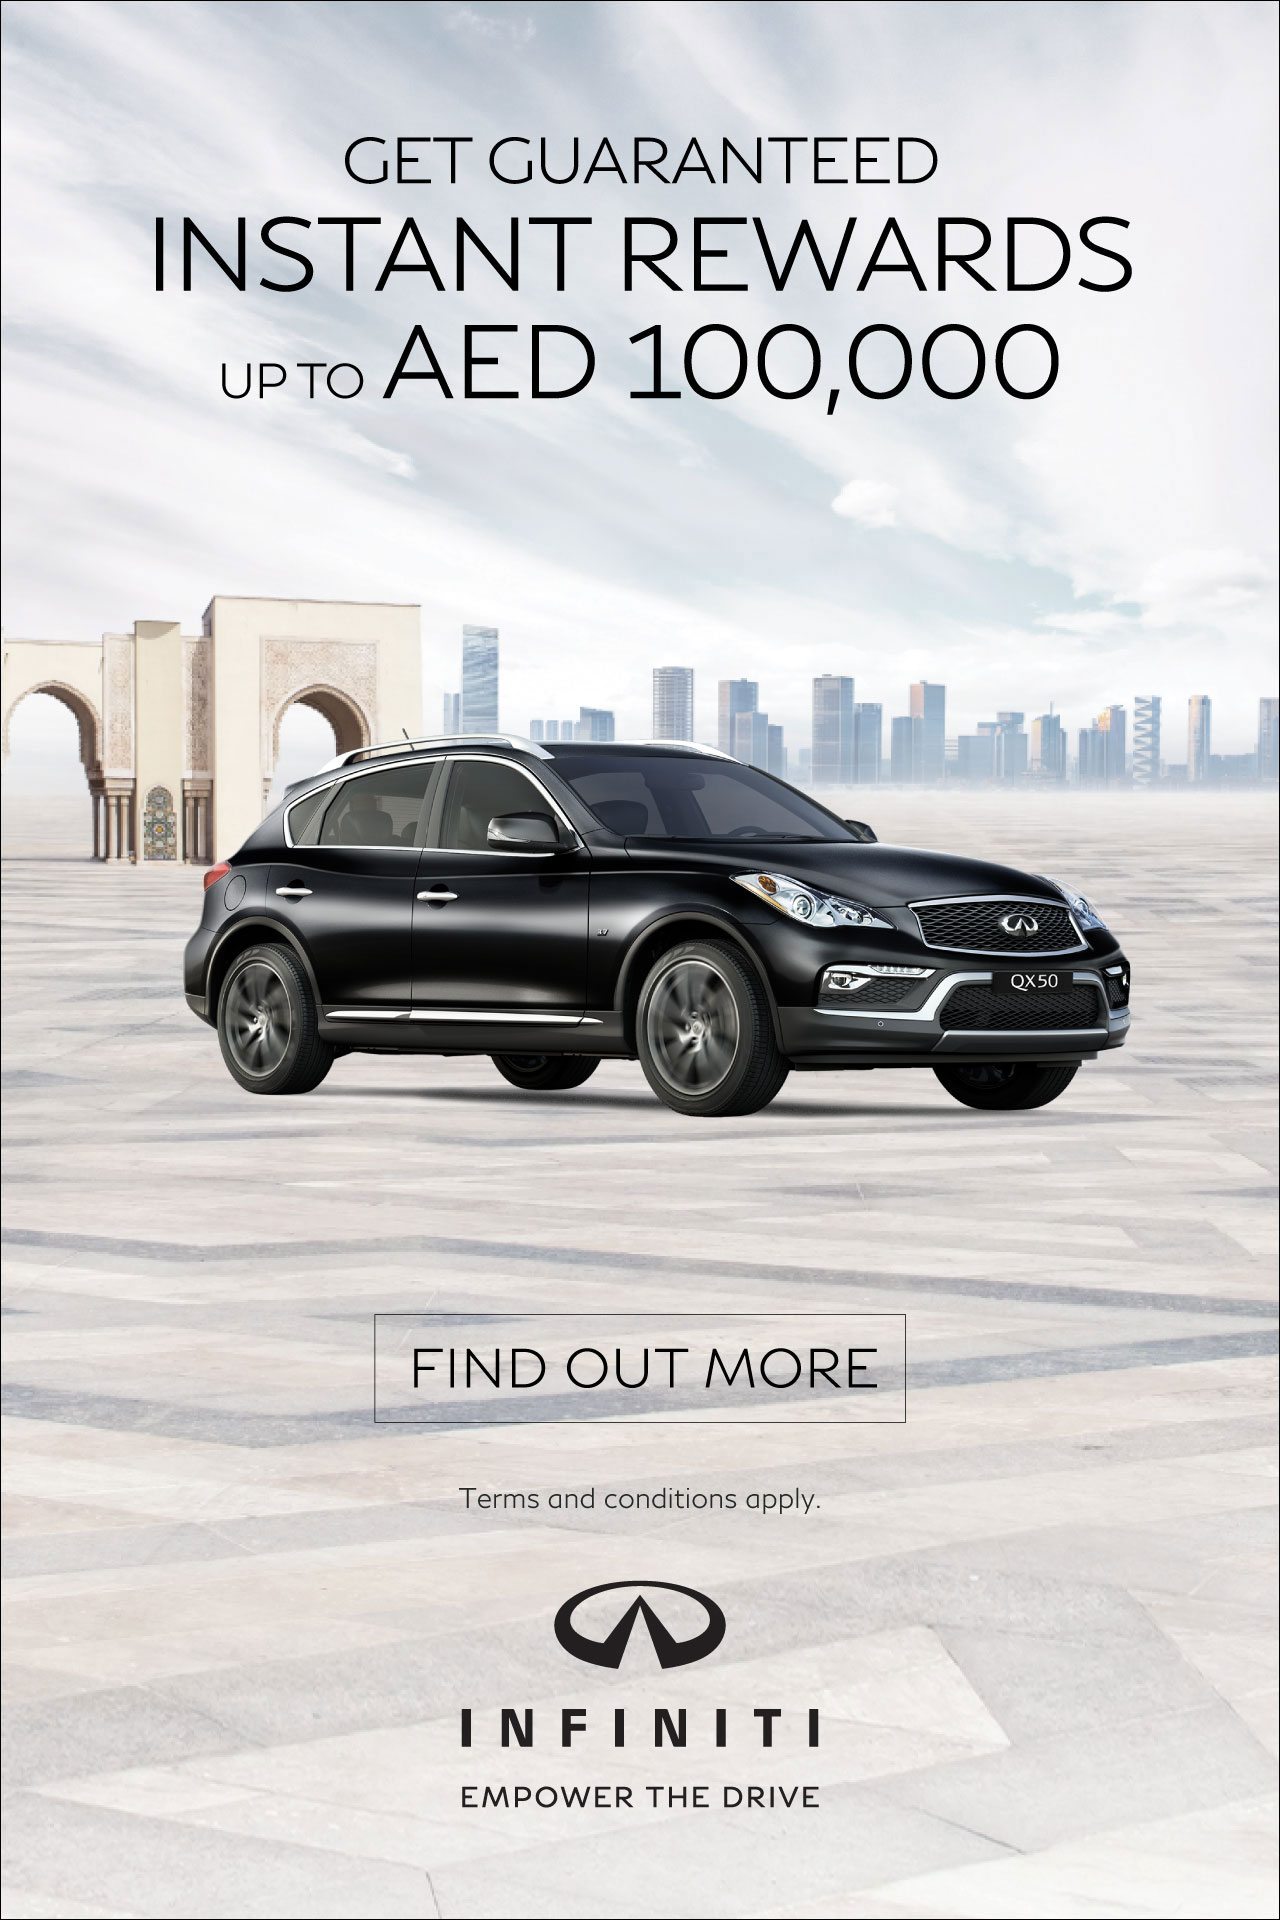 GET GUARANTEED
INSTANT REWARDS
UP TO AED 100,000
QX50
FIND OUT MORE
Terms and conditions apply.
INFINITI
EMPOWER THE DRIVE